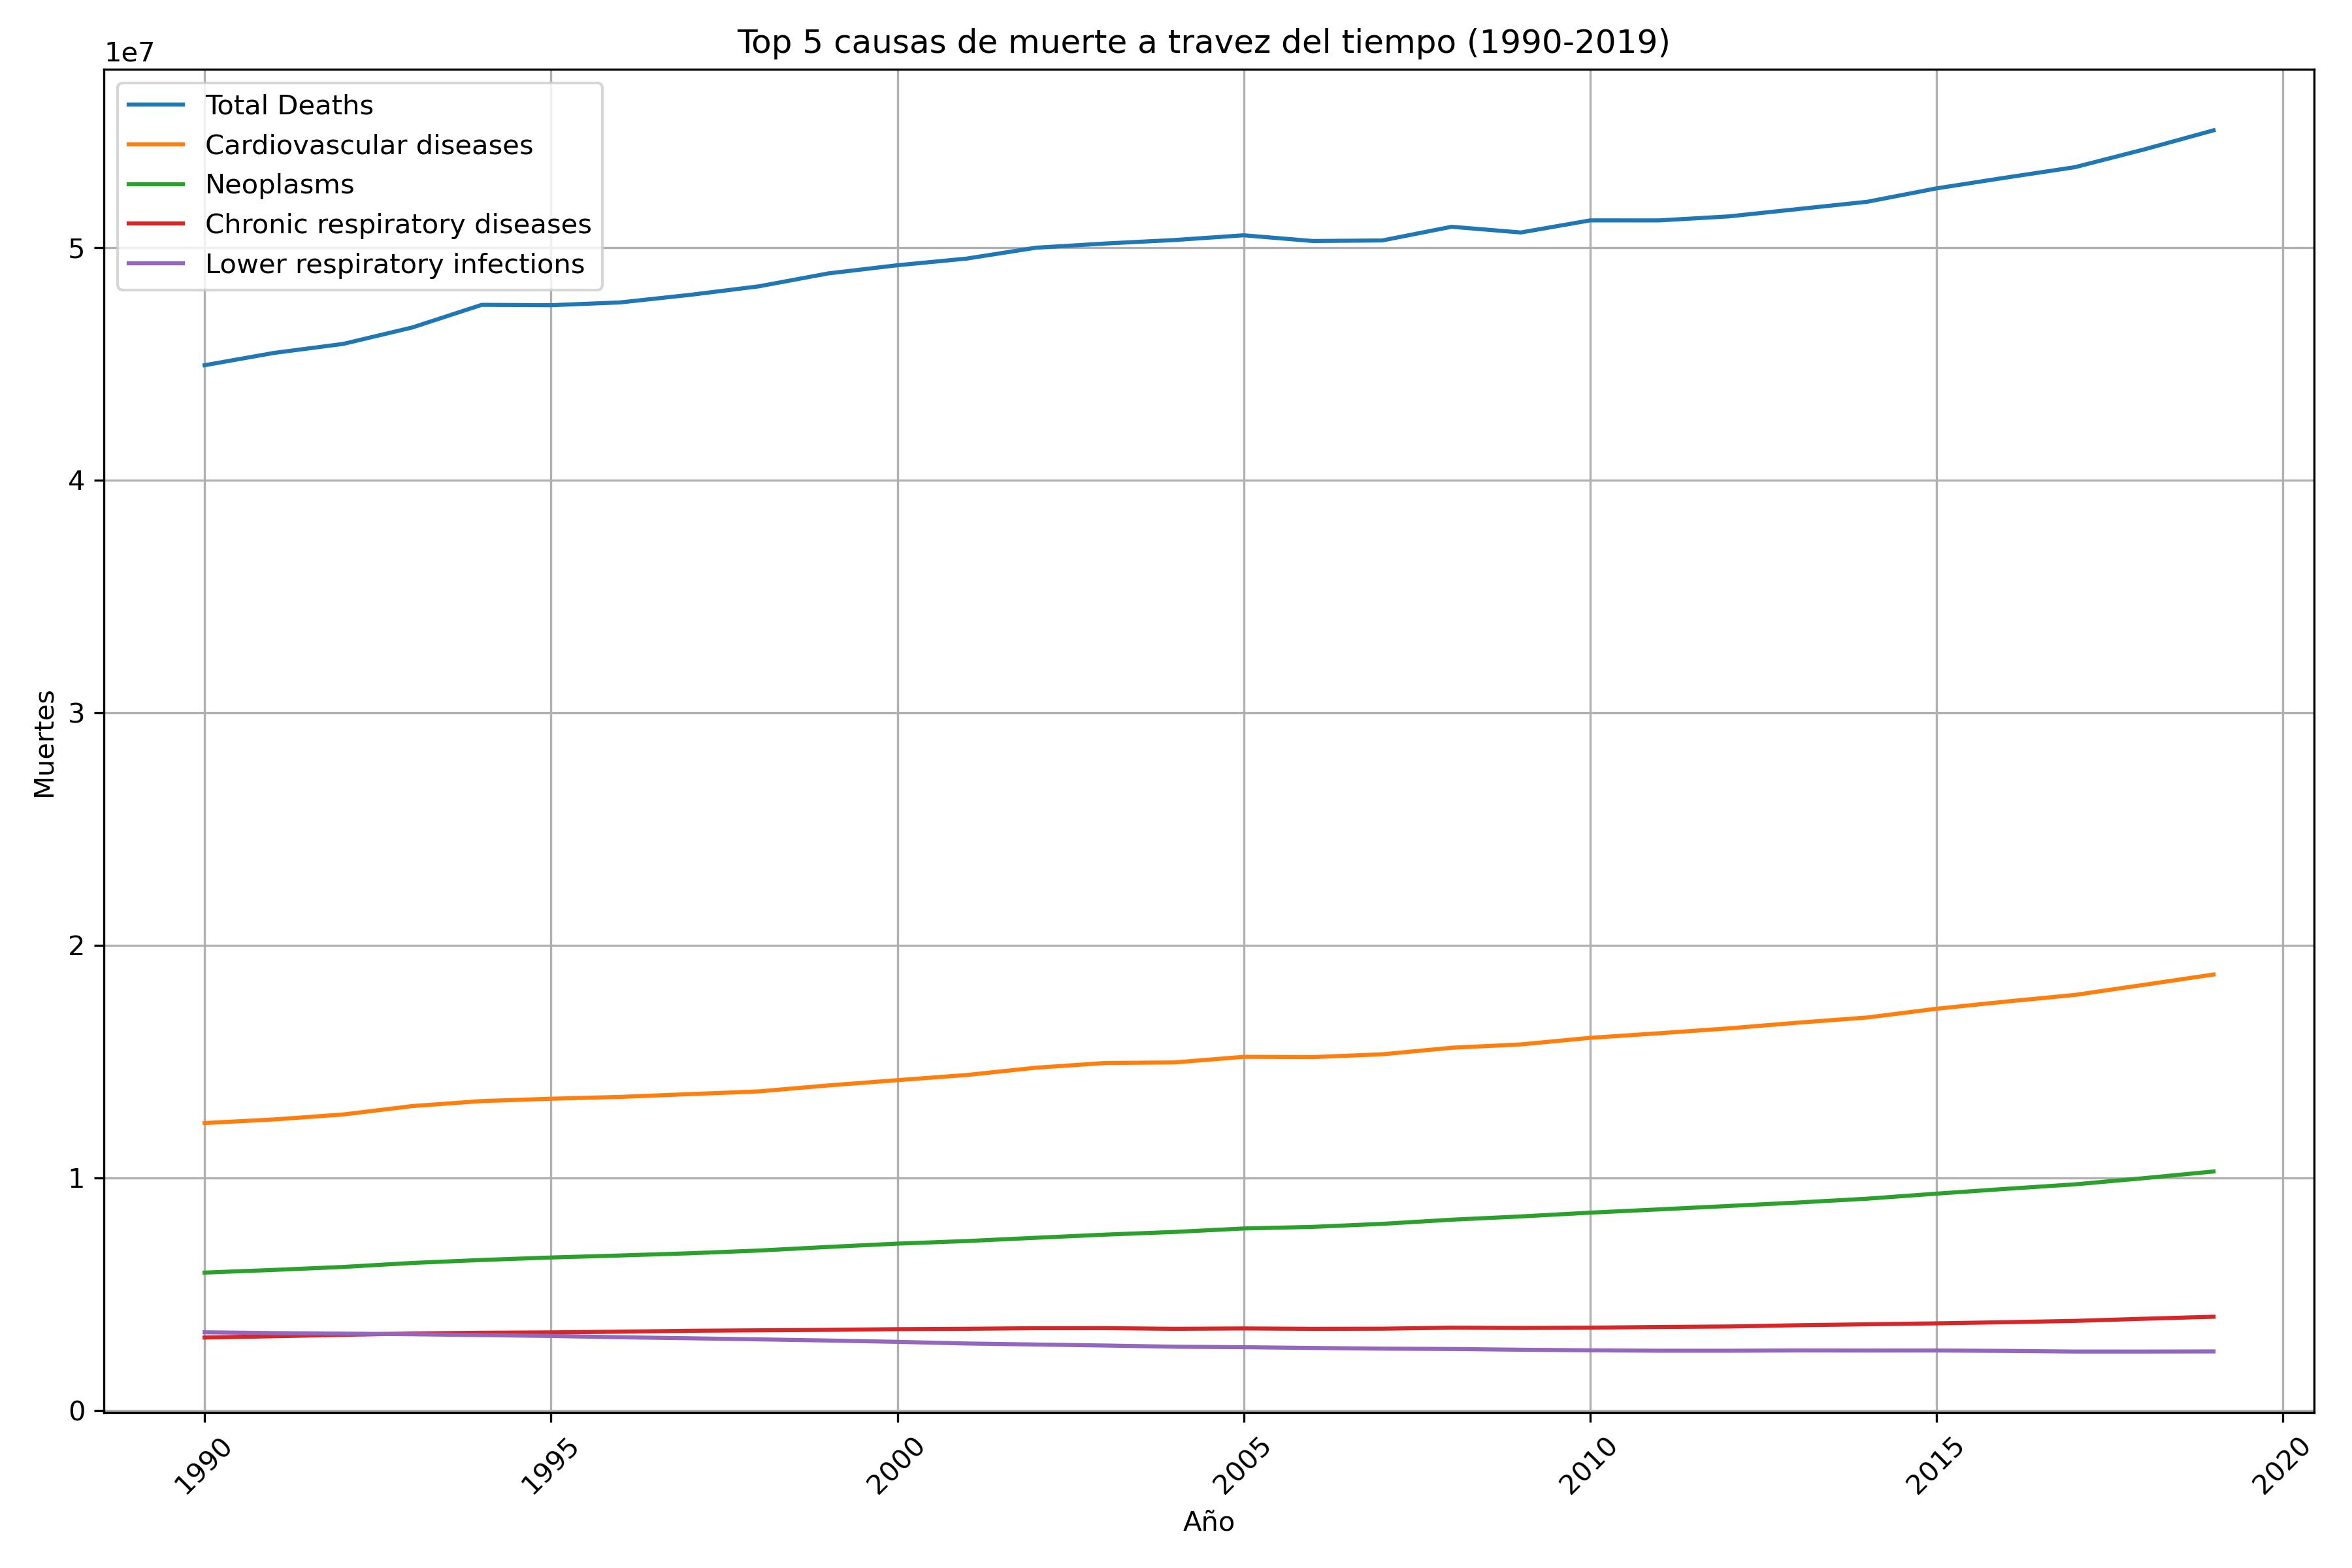 Top 5 causas de muerte a travez del tiempo (1990-2019)
1e7
Total Deaths
Cardiovascular diseases
Neoplasms
Chronic respiratory diseases
Lower respiratory infections
5
4
3
2
1
0
Muertes
1990
1995
2000
2005
2010
2015
2020
Año